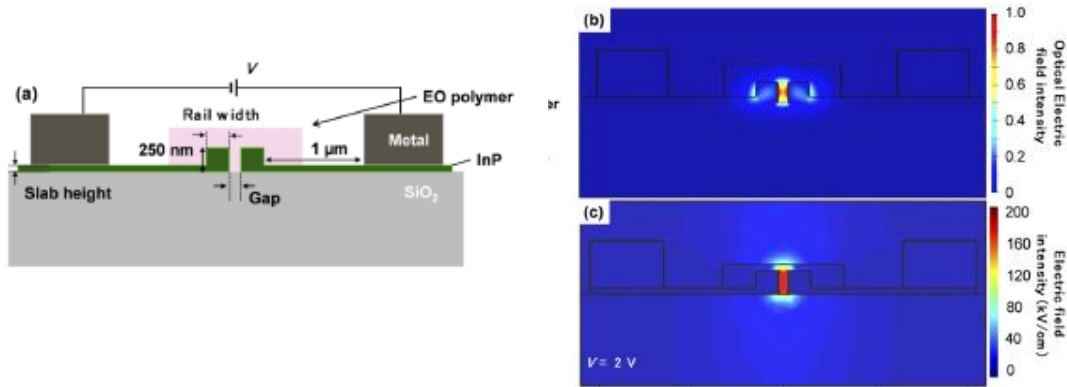 (a)
V
EO polymer
Rail width
Metal
250 nm
1 μm
InP
Slab height
Gap
SiO2
er
(b)
1.0
0.8
0.6
0.4
0.2
0
Optical Electric
field intensity
(c)
200
160
120
80
40
0
Electric field
intensity (kV/cm)
V = 2 V